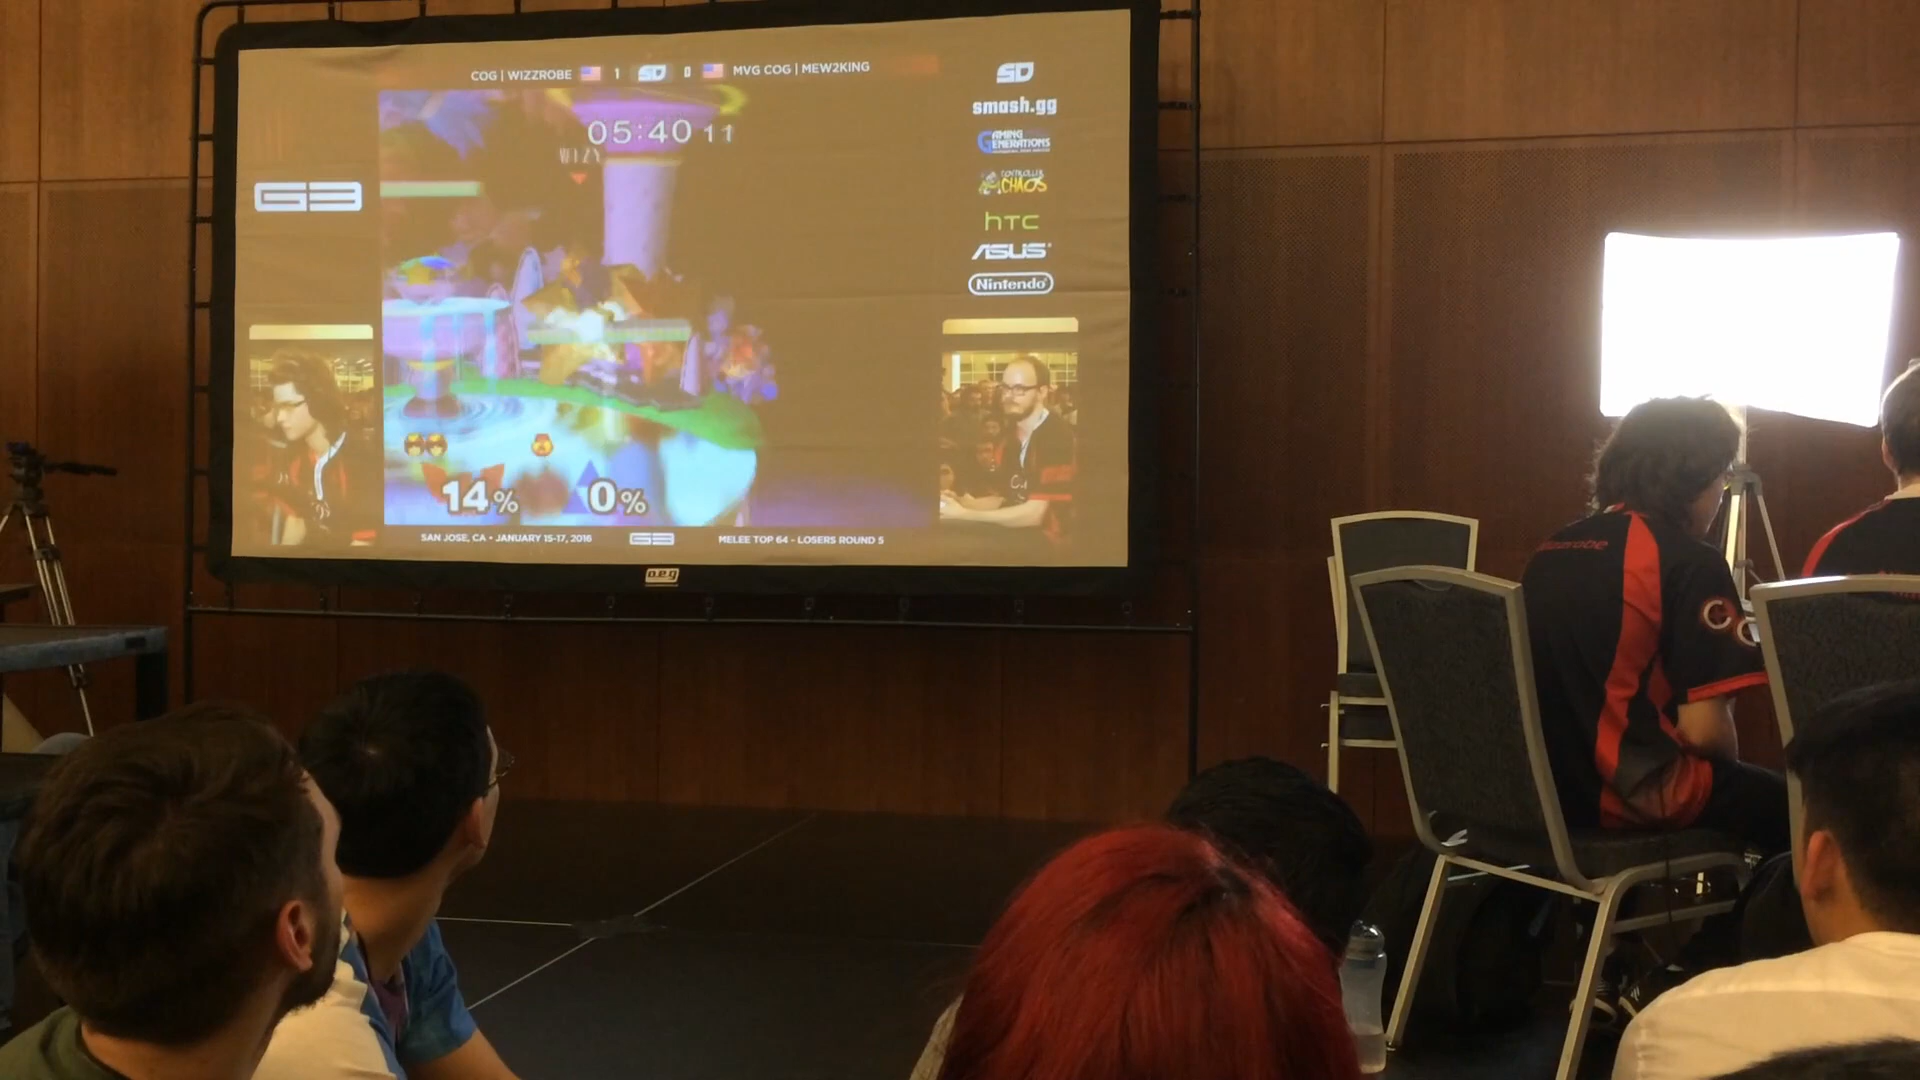 COG | WIZZROBE 1 SD 0 MVG COG | MEW2KING
SD
smash.gg
05:40 11
WIZY
GAMING
GENERATIONS
CONTROLLER
CHAOS
G3
hTC
ASUS
Nintendo
14% 0%
SAN JOSE, CA • JANUARY 15-17, 2016 G3 MELEE TOP 64 - LOSERS ROUND 5
a.e.g
Wizzrobe